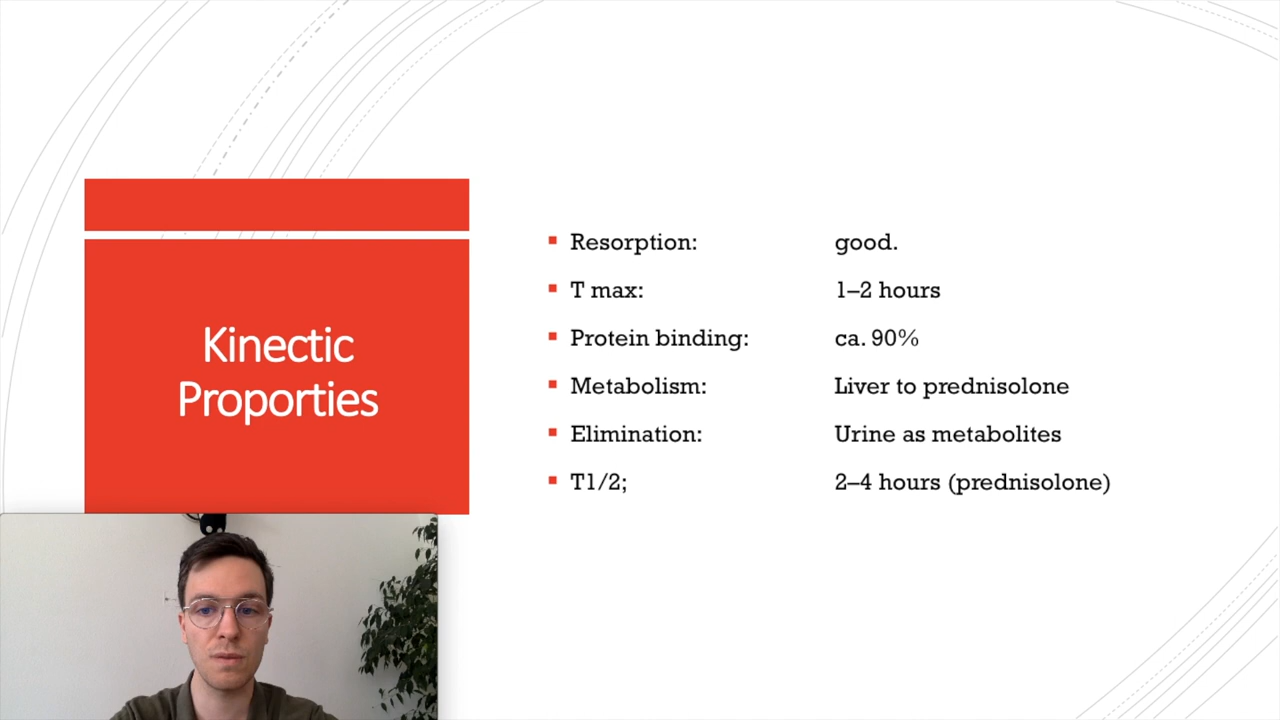 Kinectic
Proporties
Resorption: good.
T max: 1–2 hours
Protein binding: ca. 90%
Metabolism: Liver to prednisolone
Elimination: Urine as metabolites
T1/2; 2–4 hours (prednisolone)